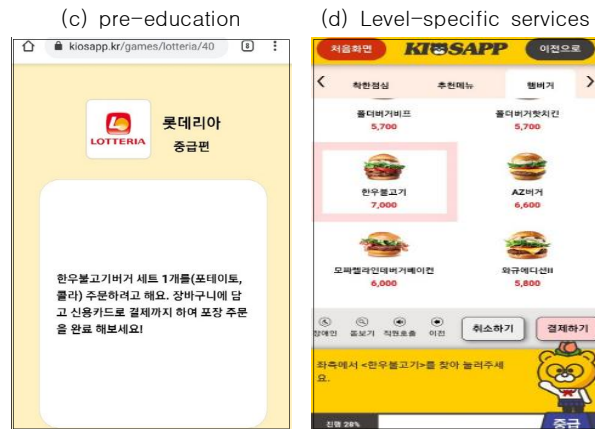 (c) pre-education
(d) Level-specific services
kiosapp.kr/games/lotteria/40
8
LOTTERIA
롯데리아
중급편
한우불고기버거 세트 1개를(포테이토,
콜라) 주문하려고 해요. 장바구니에 담
고 신용카드로 결제까지 하여 포장 주문
을 완료 해보세요!
처음화면
KIOSAPP
이전으로
착한점심
추천메뉴
햄버거
폴더버거비프
폴더버거핫치킨
5,700
5,700
한우불고기
AZ버거
7,000
6,600
모짜렐라인더버거베이컨
와규에디션II
6,000
5,800
장애인
돋보기
직원호출
이전
취소하기
결제하기
좌측에서 <한우불고기>를 찾아 눌러주세
요.
진행 28%
중급